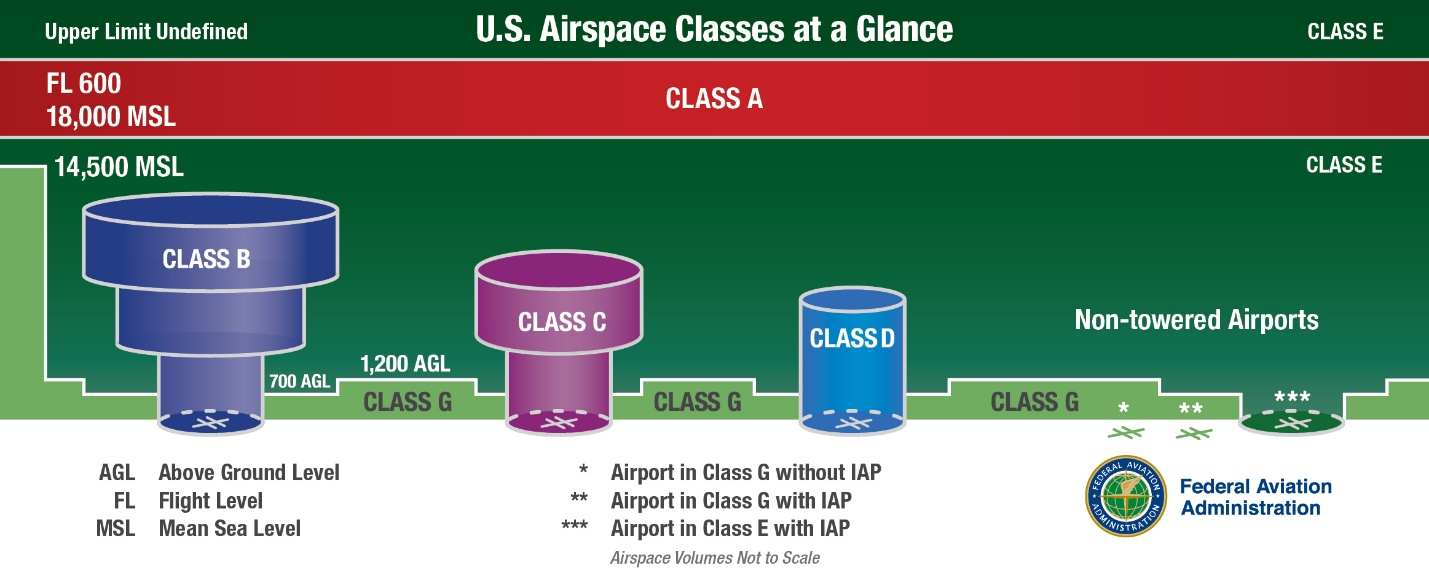 Upper Limit Undefined
U.S. Airspace Classes at a Glance
CLASS E
FL 600
18,000 MSL
CLASS A
14,500 MSL
CLASS E
CLASS B
CLASS C
CLASS D
Non-towered Airports
700 AGL
1,200 AGL
CLASS G
CLASS G
CLASS G
*
**
***
AGL Above Ground Level
FL Flight Level
MSL Mean Sea Level
* Airport in Class G without IAP
** Airport in Class G with IAP
*** Airport in Class E with IAP
Airspace Volumes Not to Scale
FEDERAL AVIATION
ADMINISTRATION
Federal Aviation
Administration